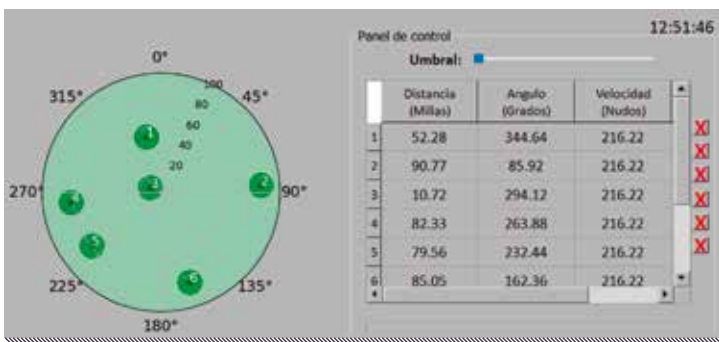 12:51:46
Panel de control
Umbral:
0°
315°
45°
270°
90°
225°
135°
180°
100
80
60
40
20
1
2
3
5
6
Distancia (Millas) Angulo (Grados) Velocidad (Nudos)
1 52.28 344.64 216.22
2 90.77 85.92 216.22
3 10.72 294.12 216.22
4 82.33 263.88 216.22
5 79.56 232.44 216.22
6 85.05 162.36 216.22
X
X
X
X
X